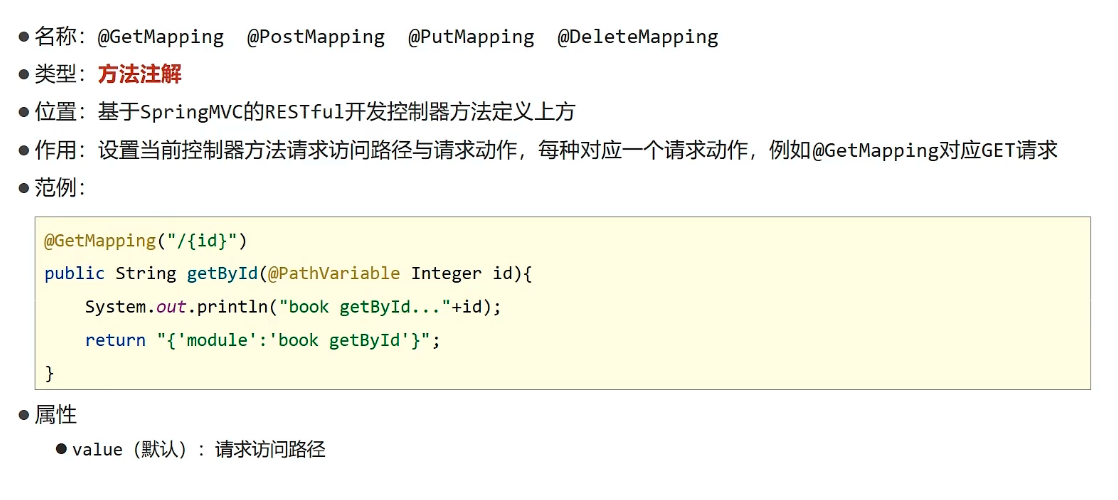 ● 名称：@GetMapping @PostMapping @PutMapping @DeleteMapping
● 类型：方法注解
● 位置：基于SpringMVC的RESTful开发控制器方法定义上方
● 作用：设置当前控制器方法请求访问路径与请求动作，每种对应一个请求动作，例如@GetMapping对应GET请求
● 范例：
@GetMapping("/{id}")
public String getById(@PathVariable Integer id){
    System.out.println("book getById..."+id);
    return "{'module':'book getById'}";
}
● 属性
● value（默认）：请求访问路径